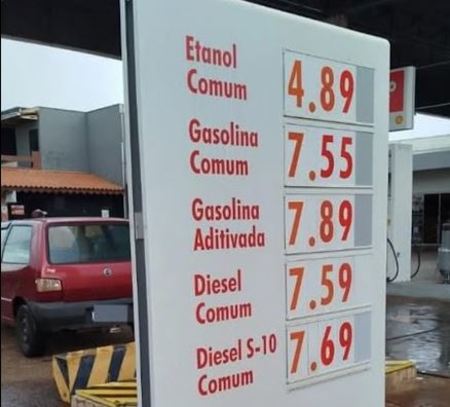 Etanol
Comum 4.89
Gasolina
Comum 7.55
Gasolina
Aditivada 7.89
Diesel
Comum 7.59
Diesel S-10
Comum 7.69